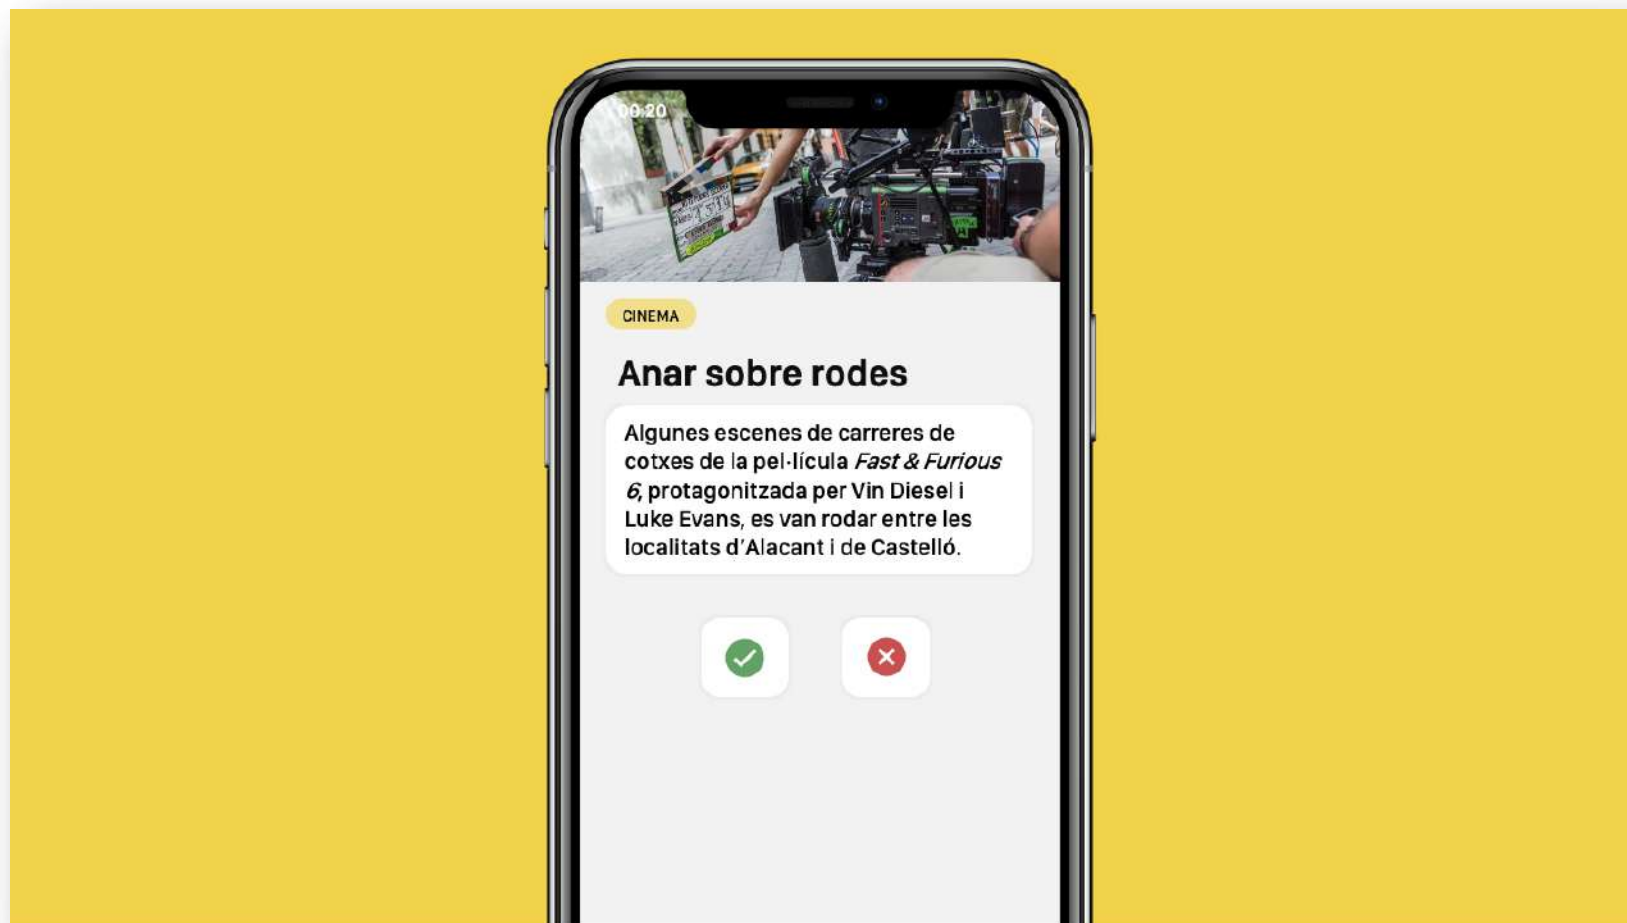 00:20
CINEMA
Anar sobre rodes
Algunes escenes de carreres de
cotxes de la pel·lícula Fast & Furious
6, protagonitzada per Vin Diesel i
Luke Evans, es van rodar entre les
localitats d'Alacant i de Castelló.